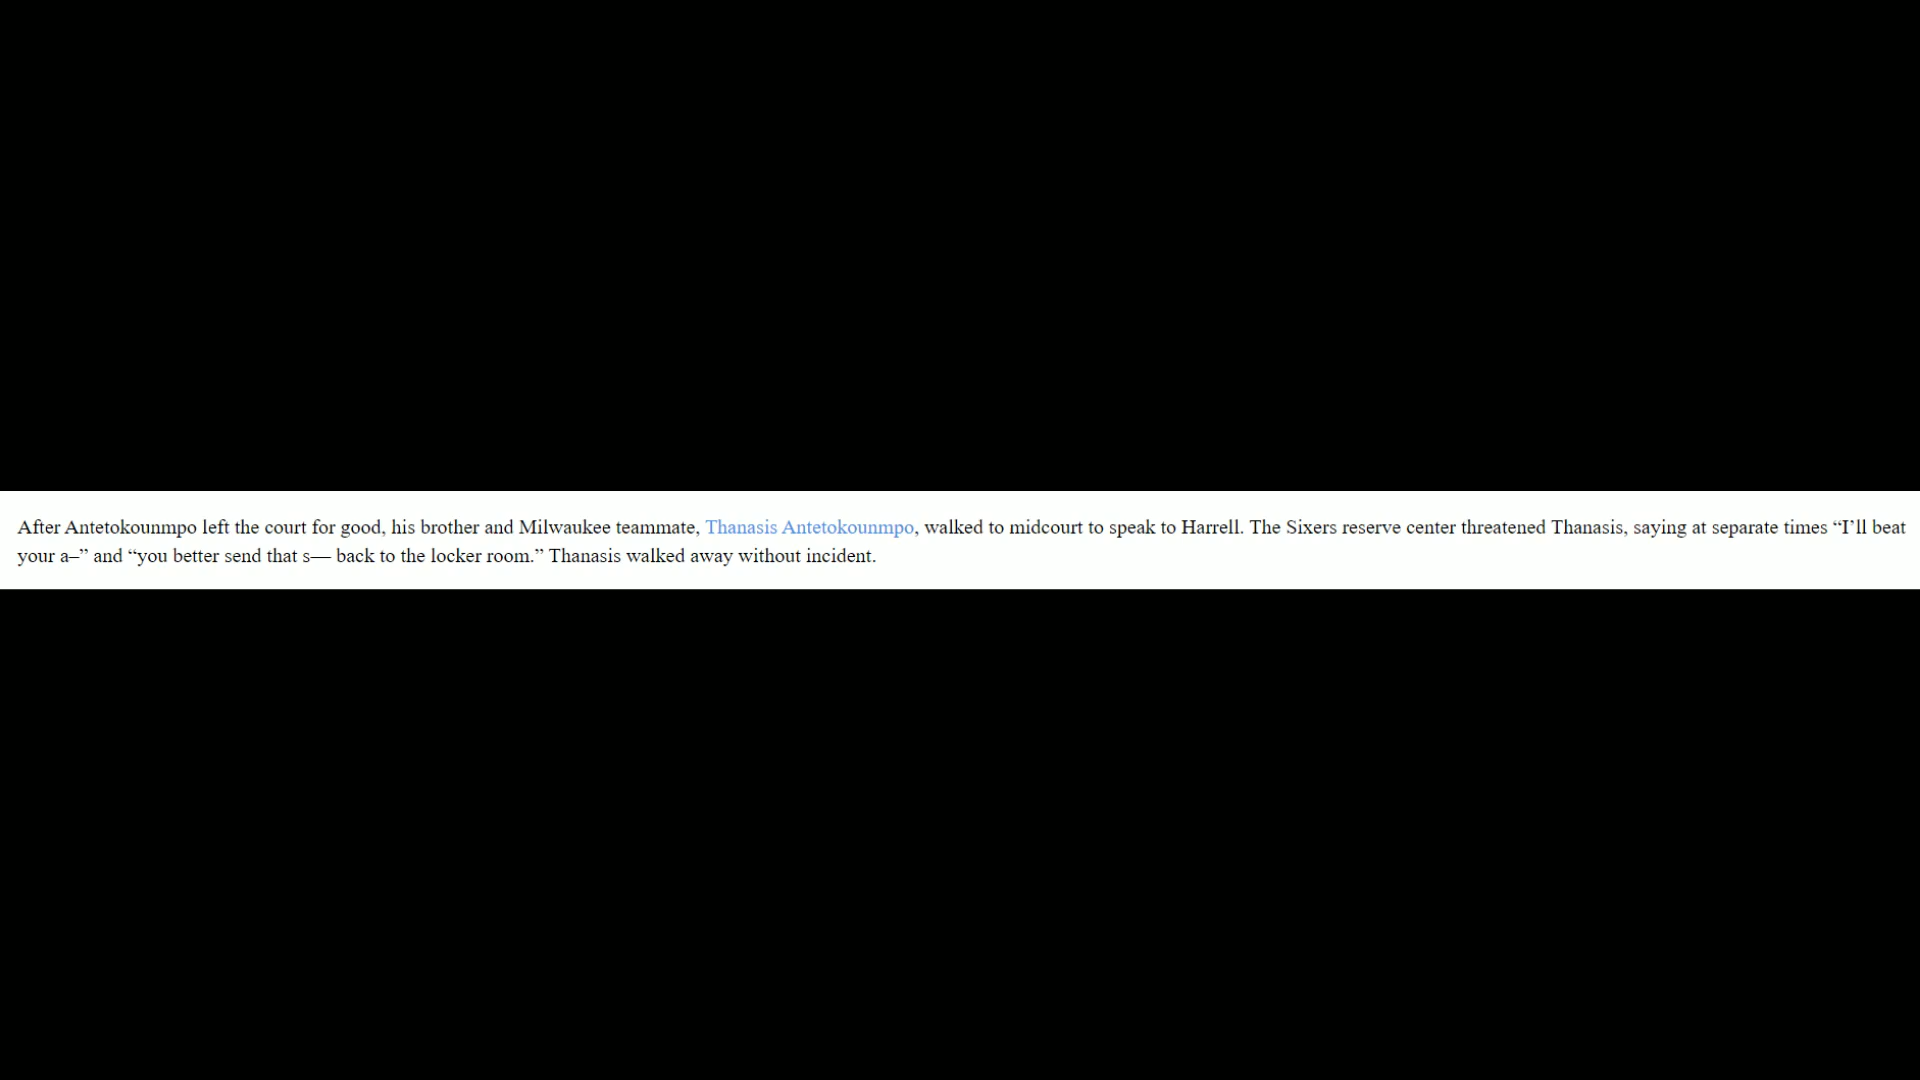 After Antetokounmpo left the court for good, his brother and Milwaukee teammate, Thanasis Antetokounmpo, walked to midcourt to speak to Harrell. The Sixers reserve center threatened Thanasis, saying at separate times “I’ll beat
your a–” and “you better send that s— back to the locker room.” Thanasis walked away without incident.